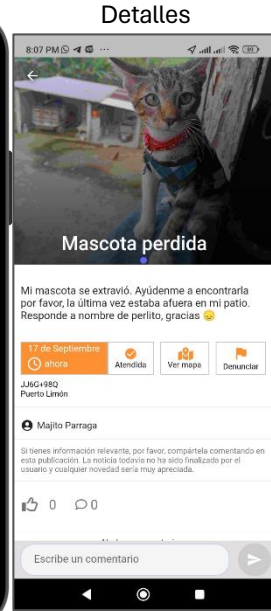 Detalles
8:07 PM
Mascota perdida
Mi mascota se extravió. Ayúdenme a encontrarla
por favor, la última vez estaba afuera en mi patio.
Responde a nombre de perlito, gracias 😞
17 de Septiembre
ahora
Atendida
Ver mapa
Denunciar
JJ6G+98Q
Puerto Limón
Majito Parraga
Si tienes información relevante, por favor, compártela comentando en
esta publicación. La noticia todavía no ha sido finalizada por el
usuario y cualquier novedad sería muy apreciada.
0
0
Escribe un comentario